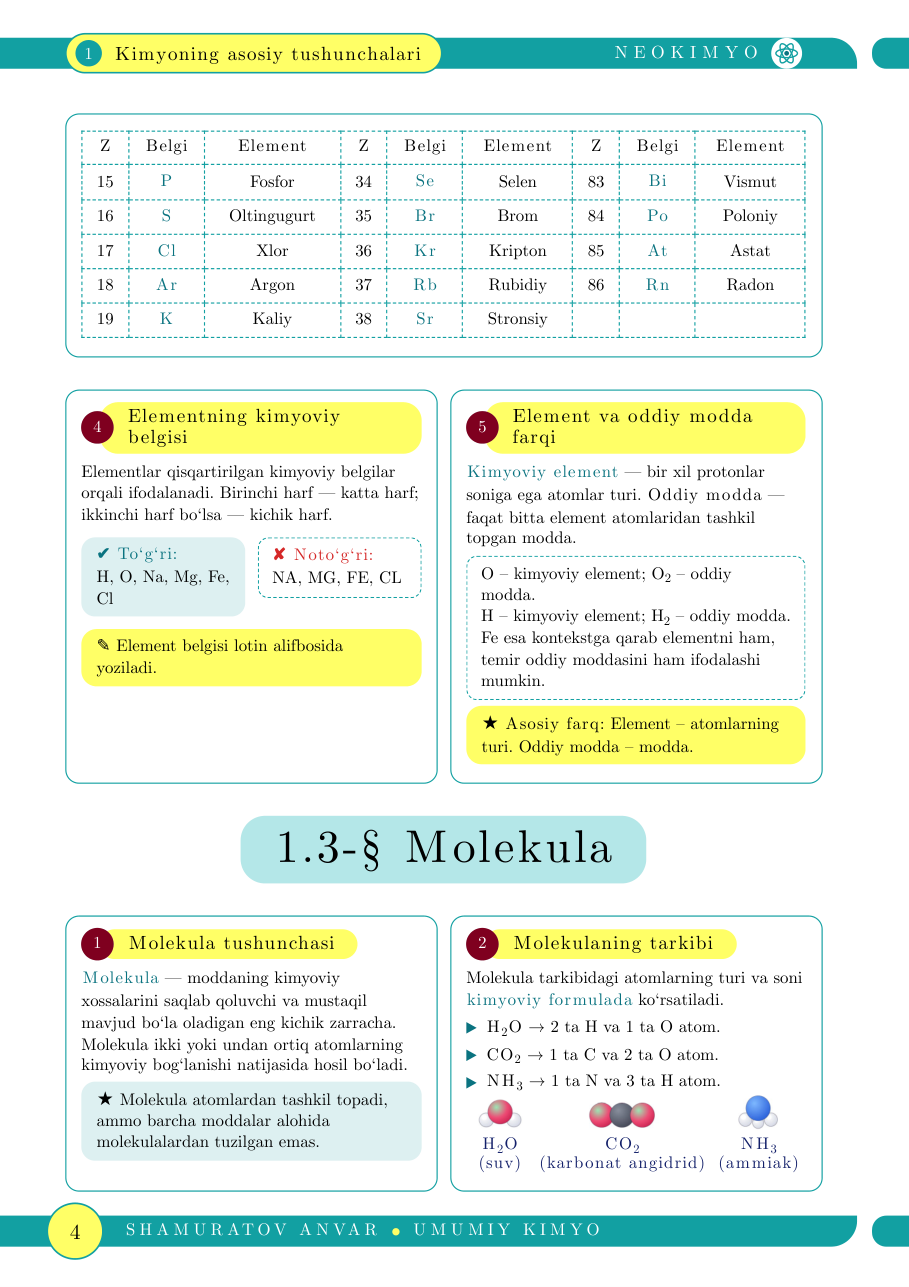 1 Kimyoning asosiy tushunchalari
NEOKIMYO
Z Belgi Element Z Belgi Element Z Belgi Element
15 P Fosfor 34 Se Selen 83 Bi Vismut
16 S Oltingugurt 35 Br Brom 84 Po Poloniy
17 Cl Xlor 36 Kr Kripton 85 At Astat
18 Ar Argon 37 Rb Rubidiy 86 Rn Radon
19 K Kaliy 38 Sr Stronsiy
4 Elementning kimyoviy
belgisi
Elementlar qisqartirilgan kimyoviy belgilar
orqali ifodalanadi. Birinchi harf — katta harf;
ikkinchi harf bo‘lsa — kichik harf.
✔ To‘g‘ri:
H, O, Na, Mg, Fe,
Cl
✘ Noto‘g‘ri:
NA, MG, FE, CL
✎ Element belgisi lotin alifbosida
yoziladi.
5 Element va oddiy modda
farqi
Kimyoviy element — bir xil protonlar
soniga ega atomlar turi. Oddiy modda —
faqat bitta element atomlaridan tashkil
topgan modda.
O – kimyoviy element; O₂ – oddiy
modda.
H – kimyoviy element; H₂ – oddiy modda.
Fe esa kontekstga qarab elementni ham,
temir oddiy moddasini ham ifodalashi
mumkin.
★ Asosiy farq: Element – atomlarning
turi. Oddiy modda – modda.
1.3-§ Molekula
1 Molekula tushunchasi
Molekula — moddaning kimyoviy
xossalarini saqlab qoluvchi va mustaqil
mavjud bo‘la oladigan eng kichik zarracha.
Molekula ikki yoki undan ortiq atomlarning
kimyoviy bog‘lanishi natijasida hosil bo‘ladi.
★ Molekula atomlardan tashkil topadi,
ammo barcha moddalar alohida
molekulalardan tuzilgan emas.
2 Molekulaning tarkibi
Molekula tarkibidagi atomlarning turi va soni
kimyoviy formulada ko‘rsatiladi.
▶ H₂O → 2 ta H va 1 ta O atom.
▶ CO₂ → 1 ta C va 2 ta O atom.
▶ NH₃ → 1 ta N va 3 ta H atom.
H₂O CO₂ NH₃
(suv) (karbonat angidrid) (ammiak)
4 SHAMURATOV ANVAR ● UMUMIY KIMYO